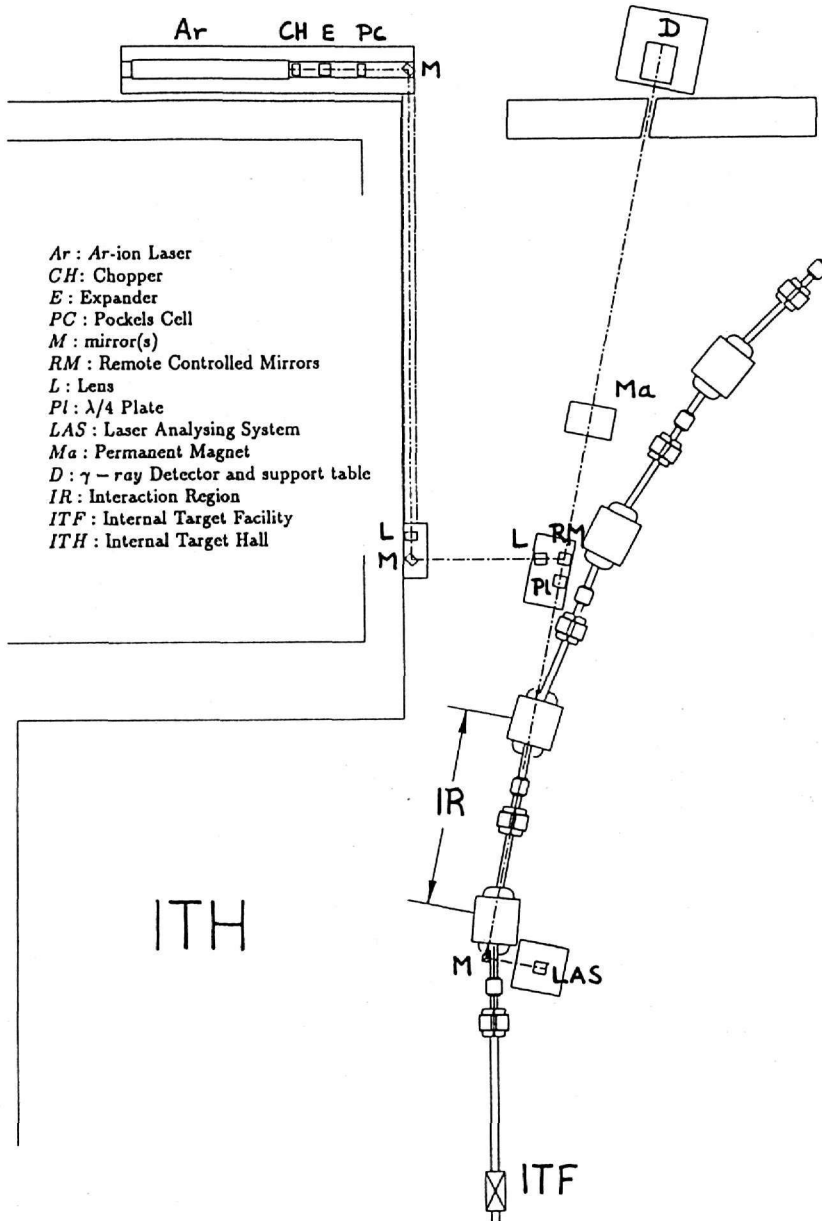 Ar CH E PC M
D
Ar : Ar-ion Laser
CH: Chopper
E : Expander
PC : Pockels Cell
M : mirror(s)
RM : Remote Controlled Mirrors
L : Lens
Pl : λ/4 Plate
LAS : Laser Analysing System
Ma : Permanent Magnet
D : γ − ray Detector and support table
IR : Interaction Region
ITF : Internal Target Facility
ITH : Internal Target Hall
Ma
L
M
L RM
Pl
IR
ITH
M LAS
ITF